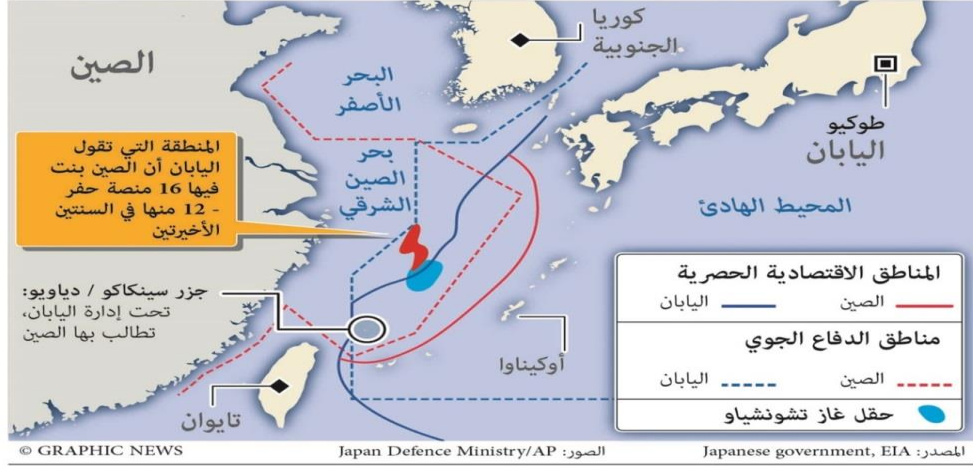 كوريا
الجنوبية
الصين
البحر
الأصفر
طوكيو
اليابان
المنطقة التي تقول
اليابان أن الصين بنت
فيها 16 منصة حفر
- 12 منها في السنتين
الأخيرتين
بحر
الصين
الشرقي
المحيط الهادئ
جزر سينكاكو / دياويو:
تحت إدارة اليابان،
تطالب بها الصين
أوكيناوا
تايوان
المناطق الاقتصادية الحصرية
الصين
اليابان
مناطق الدفاع الجوي
الصين
اليابان
حقل غاز تشونشياو
© GRAPHIC NEWS
الصور: Japan Defence Ministry/AP
المصدر: Japanese government, EIA